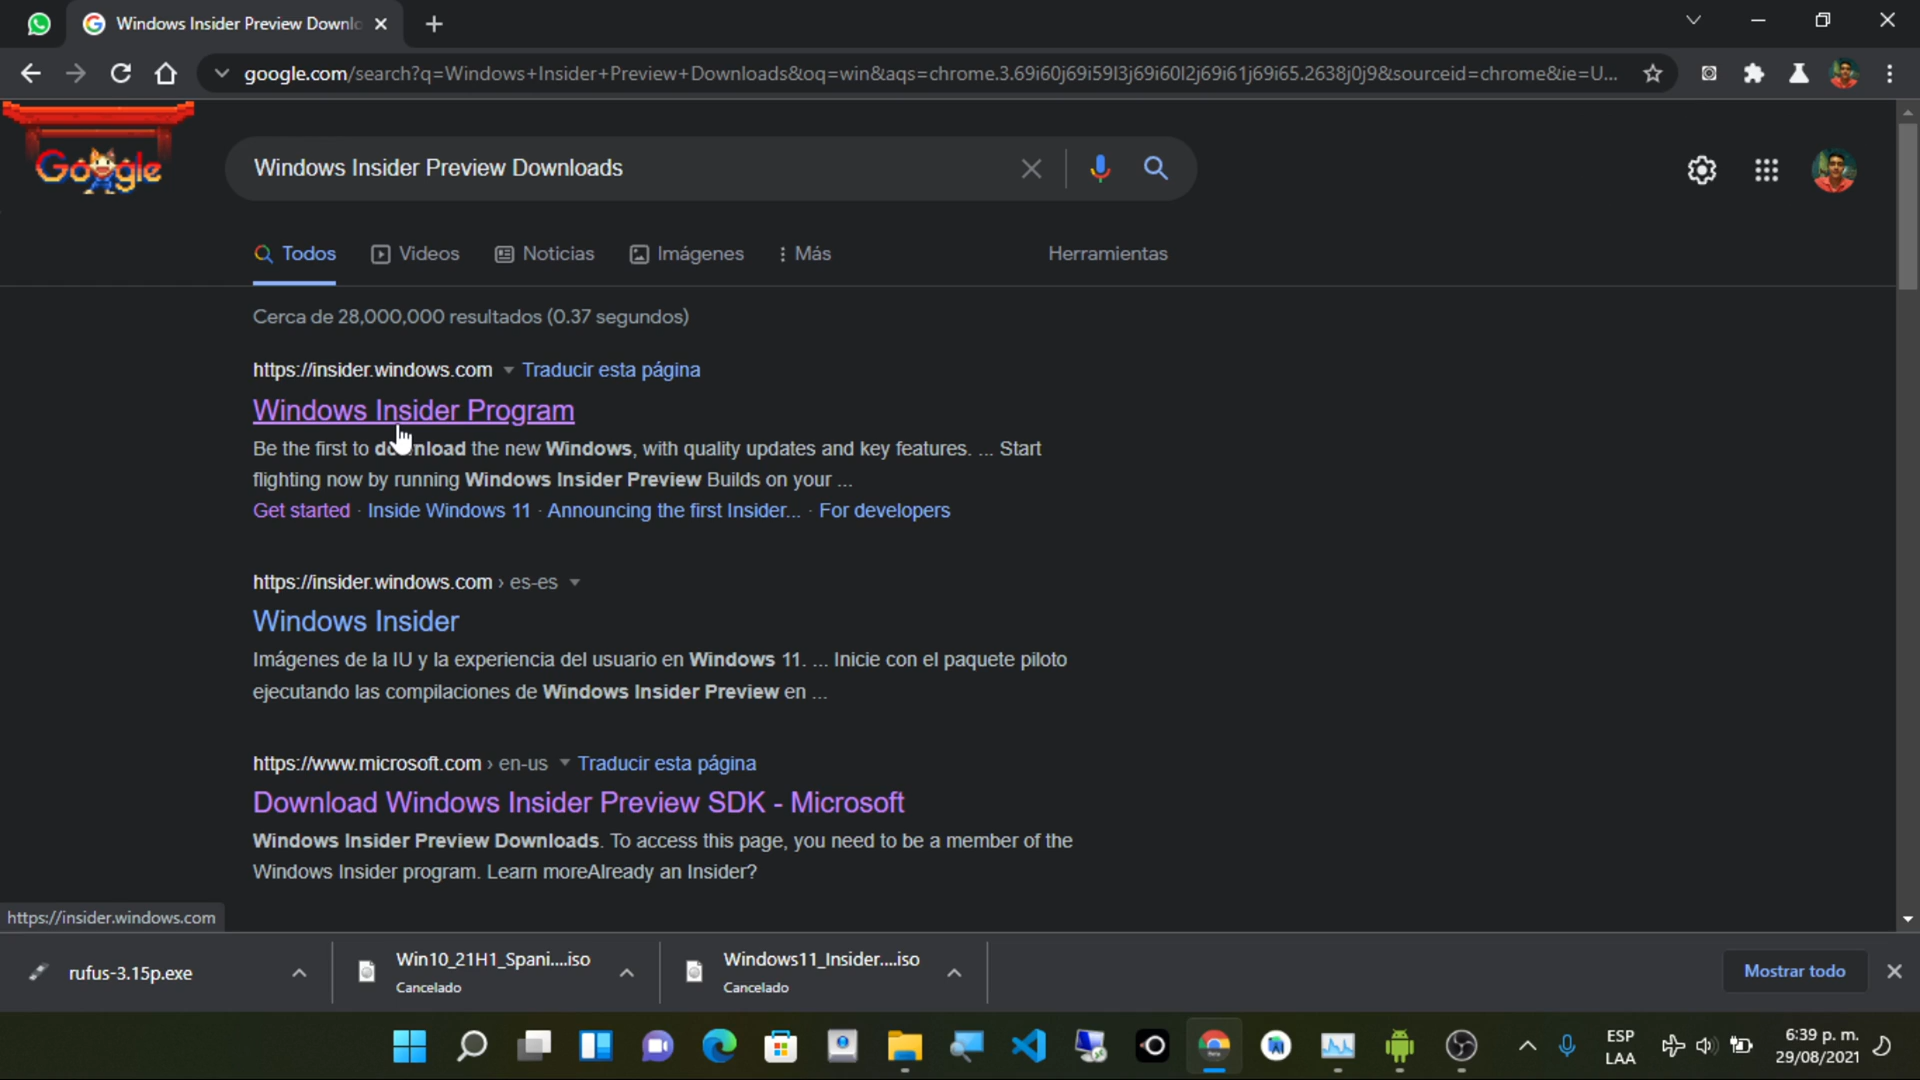 Windows Insider Preview Downlo
google.com/search?q=Windows+Insider+Preview+Downloads&oq=win&aqs=chrome.3.69i60j69i59l3j69i60l2j69i61j69i65.2638j0j9&sourceid=chrome&ie=U...
Google
Windows Insider Preview Downloads
Todos Videos Noticias Imágenes Más Herramientas
Cerca de 28,000,000 resultados (0.37 segundos)
https://insider.windows.com Traducir esta página
Windows Insider Program
Be the first to download the new Windows, with quality updates and key features. ... Start
flighting now by running Windows Insider Preview Builds on your ...
Get started · Inside Windows 11 · Announcing the first Insider... · For developers
https://insider.windows.com › es-es
Windows Insider
Imágenes de la IU y la experiencia del usuario en Windows 11. ... Inicie con el paquete piloto
ejecutando las compilaciones de Windows Insider Preview en ...
https://www.microsoft.com › en-us Traducir esta página
Download Windows Insider Preview SDK - Microsoft
Windows Insider Preview Downloads. To access this page, you need to be a member of the
Windows Insider program. Learn moreAlready an Insider?
https://insider.windows.com
rufus-3.15p.exe
Win10_21H1_Spani....iso
Cancelado
Windows11_Insider....iso
Cancelado
Mostrar todo
ESP
LAA
6:39 p. m.
29/08/2021